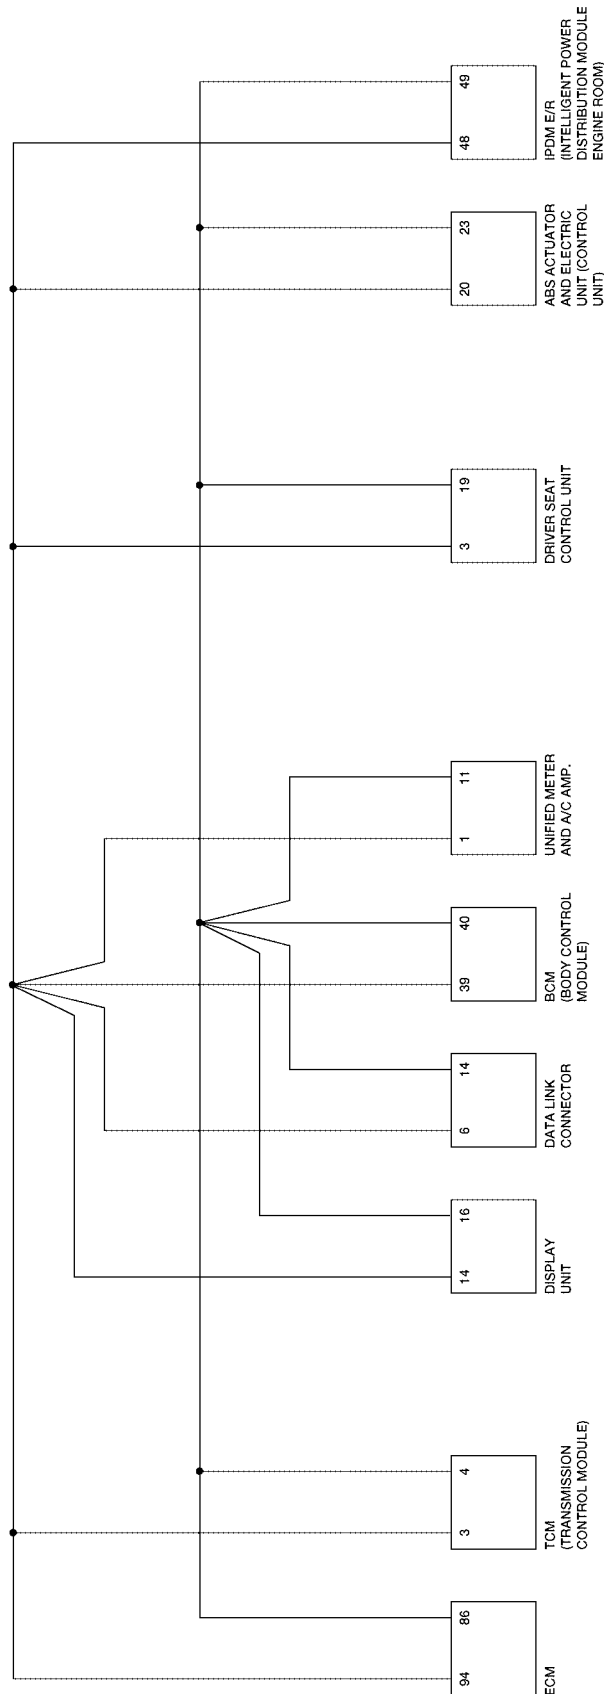 94
86
ECM
3
4
TCM
(TRANSMISSION
CONTROL MODULE)
14
16
DISPLAY
UNIT
6
14
DATA LINK
CONNECTOR
39
40
BCM
(BODY CONTROL
MODULE)
1
11
UNIFIED METER
AND A/C AMP.
3
19
DRIVER SEAT
CONTROL UNIT
20
23
ABS ACTUATOR
AND ELECTRIC
UNIT (CONTROL
UNIT)
48
49
IPDM E/R
(INTELLIGENT POWER
DISTRIBUTION MODULE
ENGINE ROOM)